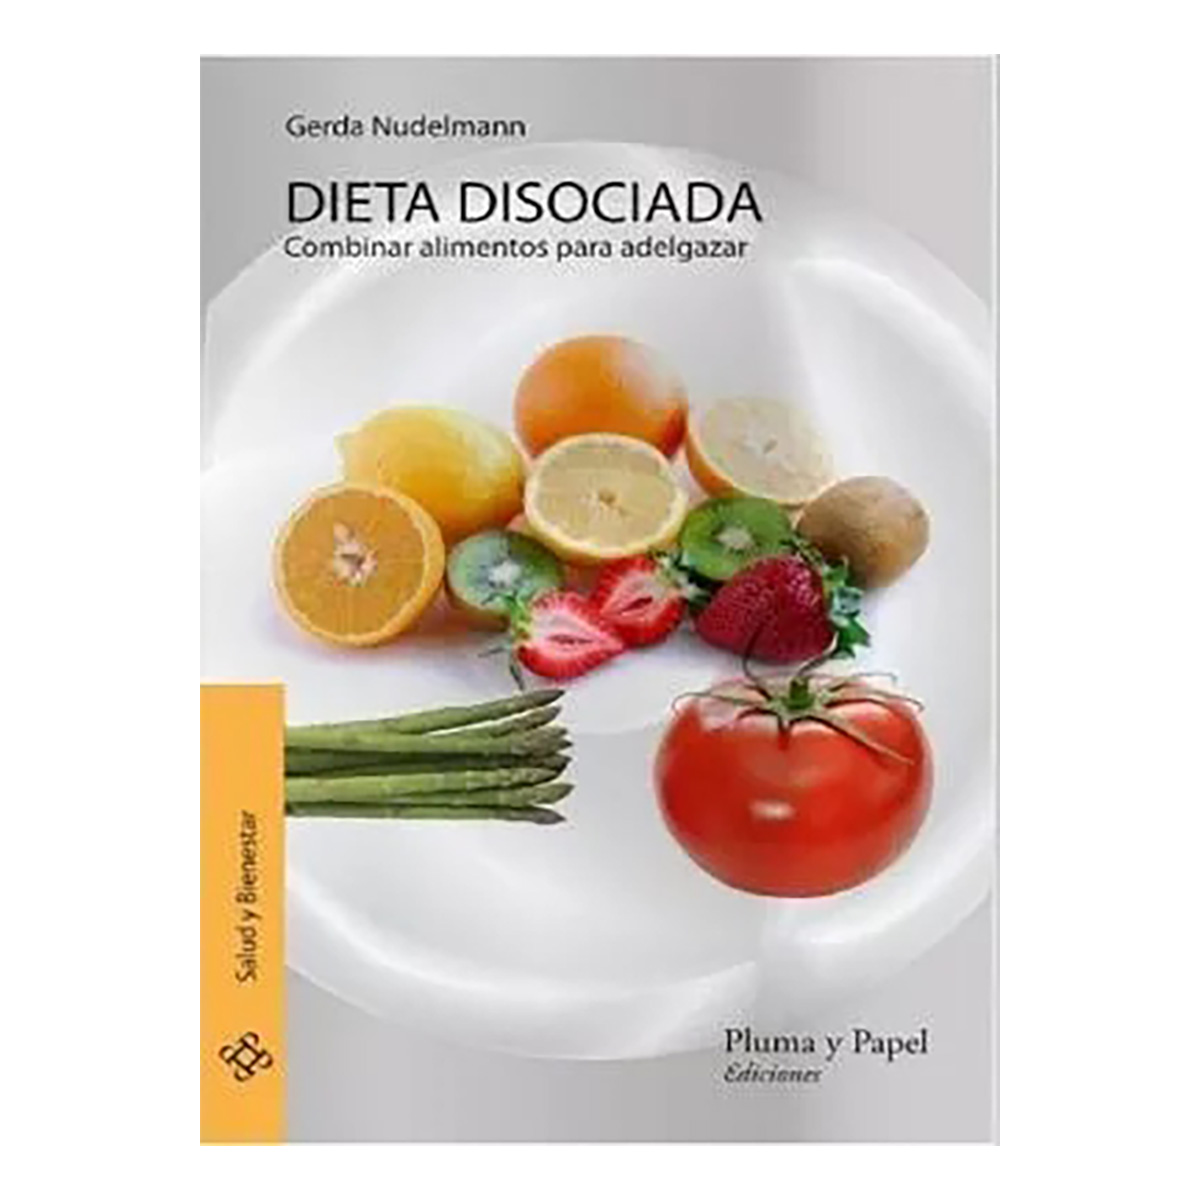 Gerda Nudelmann
DIETA DISOCIADA
Combinar alimentos para adelgazar
Salud y Bienestar
Pluma y Papel
Ediciones